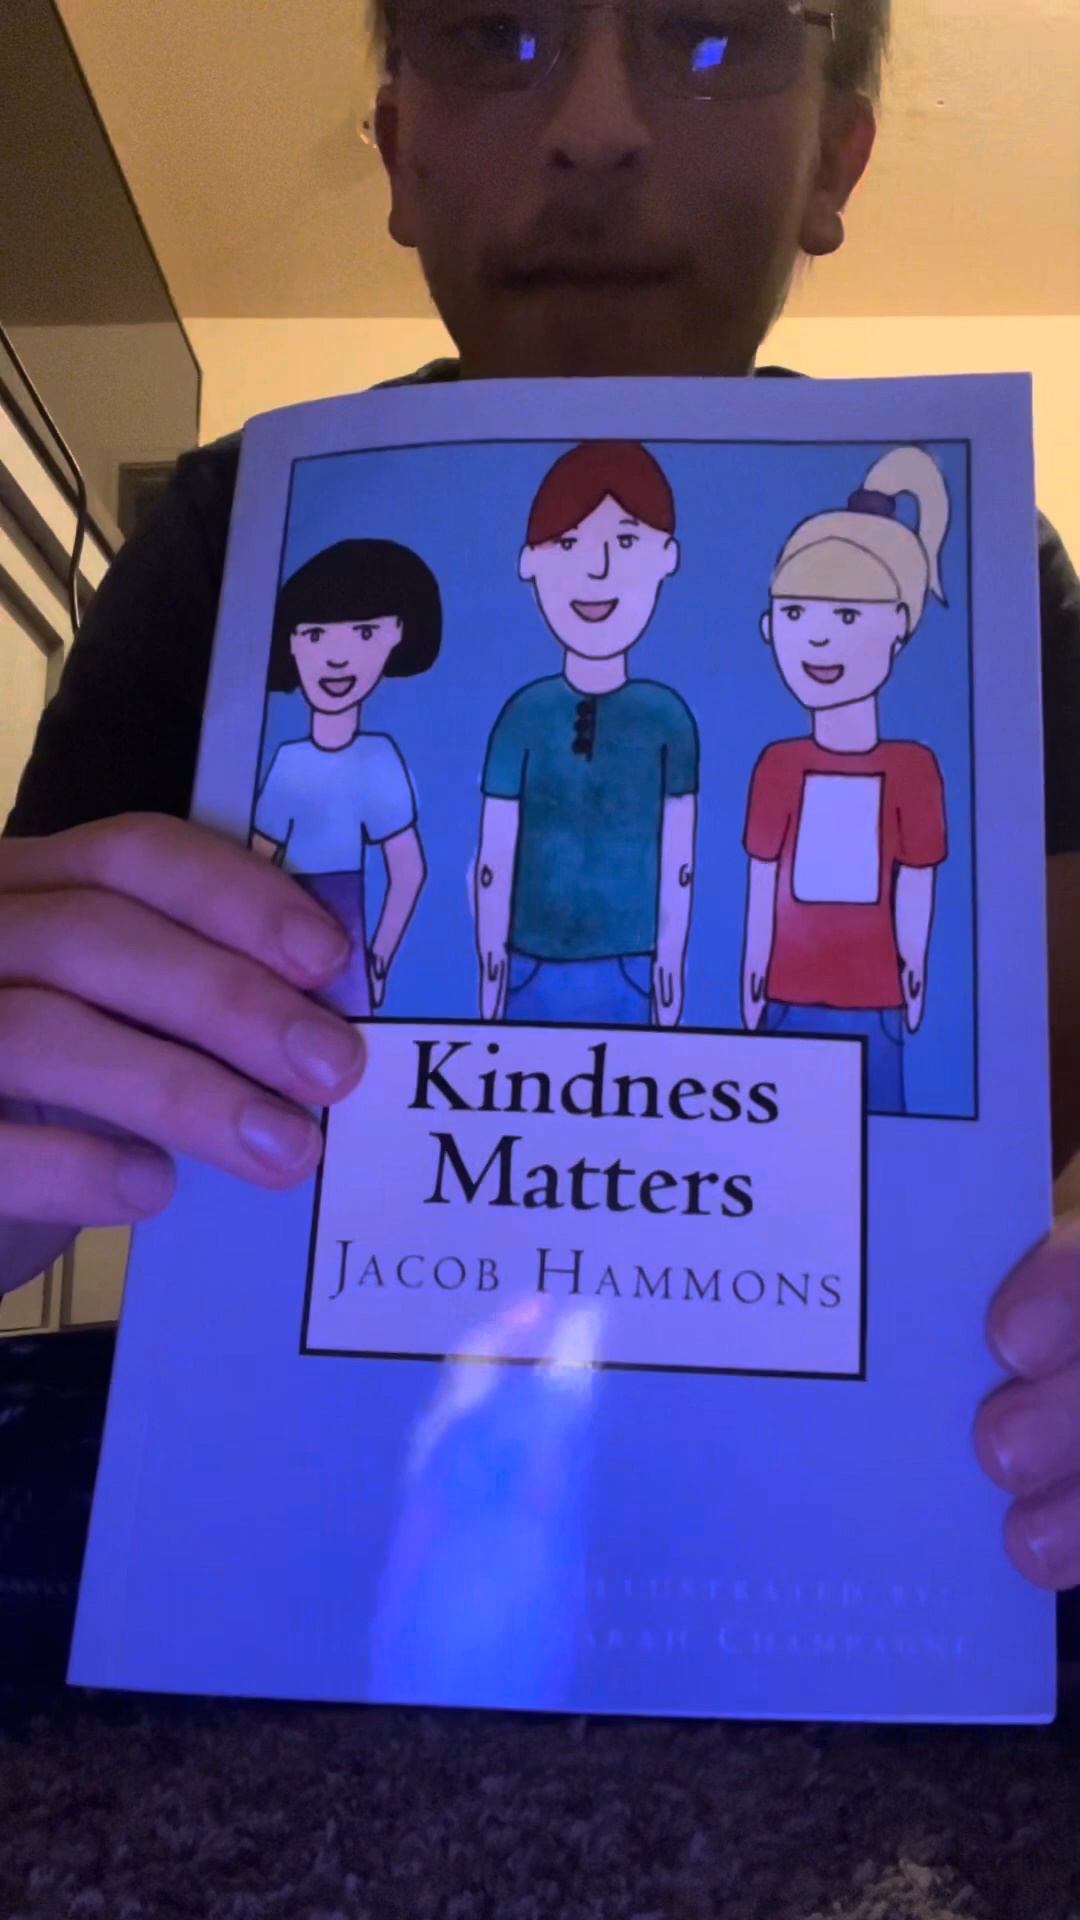 Kindness
Matters
JACOB HAMMONS
ILLUSTRATED BY:
SARAH CHAMPAGNE